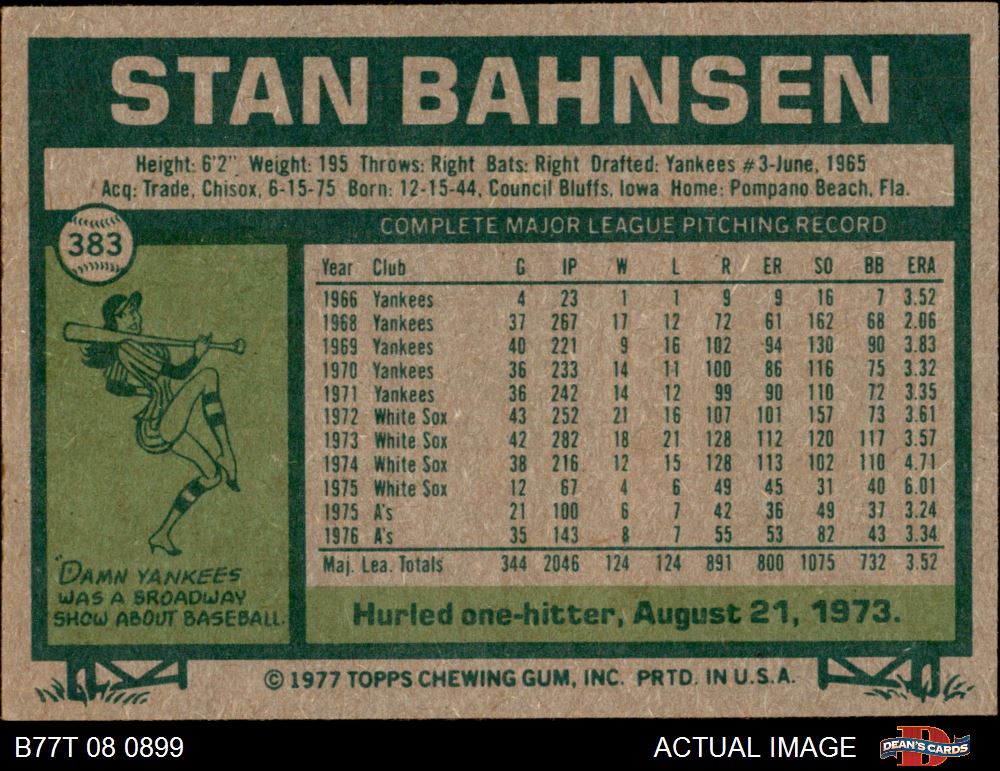 STAN BAHNSEN
Height: 6'2" Weight: 195 Throws: Right Bats: Right Drafted: Yankees #3-June, 1965
Acq: Trade, Chisox, 6-15-75 Born: 12-15-44, Council Bluffs, Iowa Home: Pompano Beach, Fla.
383
COMPLETE MAJOR LEAGUE PITCHING RECORD
Year Club G IP W L R ER SO BB ERA
1966 Yankees 4 23 1 1 9 9 16 7 3.52
1968 Yankees 37 267 17 12 72 61 162 68 2.06
1969 Yankees 40 221 9 16 102 94 130 90 3.83
1970 Yankees 36 233 14 11 100 86 116 75 3.32
1971 Yankees 36 242 14 12 99 90 110 72 3.35
1972 White Sox 43 252 21 16 107 101 157 73 3.61
1973 White Sox 42 282 18 21 128 112 120 117 3.57
1974 White Sox 38 216 12 15 128 113 102 110 4.71
1975 White Sox 12 67 4 6 49 45 31 40 6.01
1975 A's 21 100 6 7 42 36 49 37 3.24
1976 A's 35 143 8 7 55 53 82 43 3.34
Maj. Lea. Totals 344 2046 124 124 891 800 1075 732 3.52
"DAMN YANKEES
WAS A BROADWAY
SHOW ABOUT BASEBALL.
Hurled one-hitter, August 21, 1973.
© 1977 TOPPS CHEWING GUM, INC. PRTD. IN U.S.A.
B77T 08 0899
ACTUAL IMAGE
DEAN'S CARDS